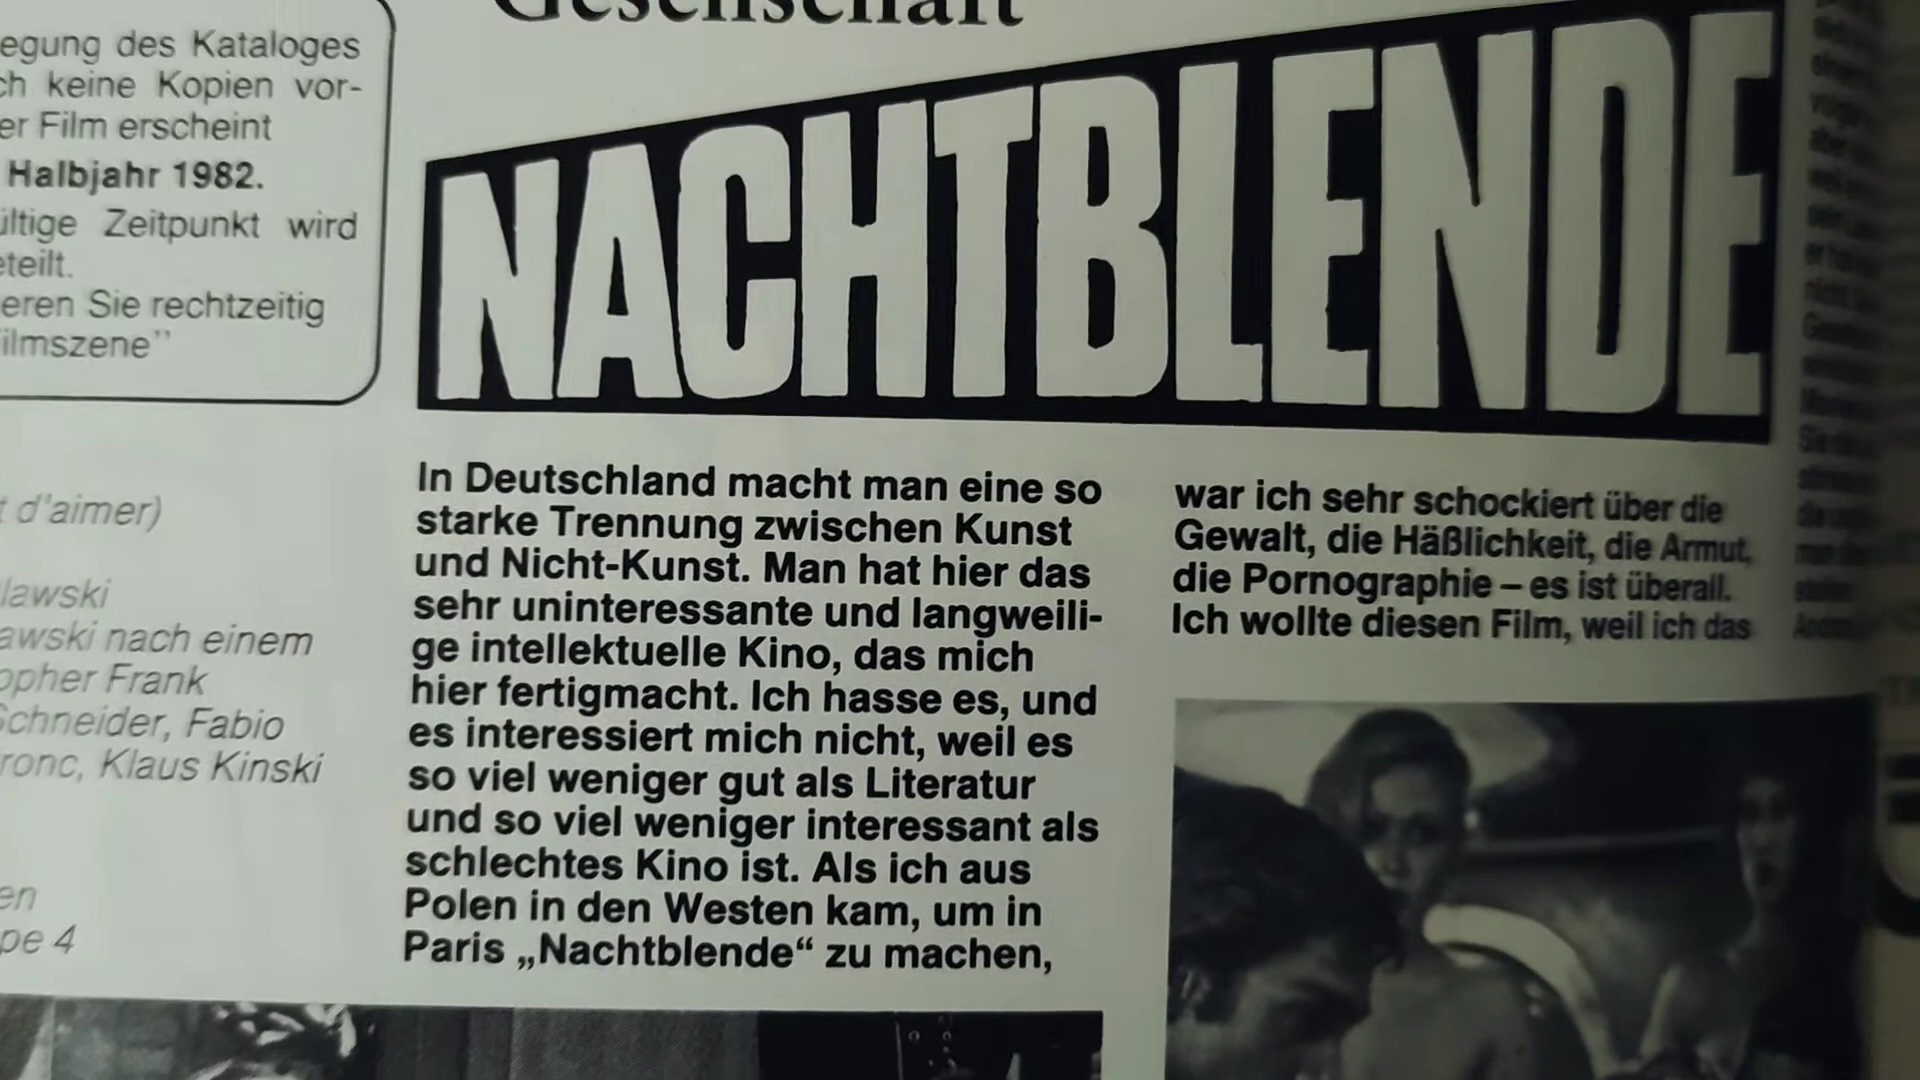 Gesellschaft
egung des Kataloges
ch keine Kopien vor-
er Film erscheint
Halbjahr 1982.
ültige Zeitpunkt wird
eteilt.
eren Sie rechtzeitig
ilmszene"
NACHTBLENDE
t d'aimer)
lawski
awski nach einem
opher Frank
Schneider, Fabio
ronc, Klaus Kinski
en
pe 4
In Deutschland macht man eine so
starke Trennung zwischen Kunst
und Nicht-Kunst. Man hat hier das
sehr uninteressante und langweili-
ge intellektuelle Kino, das mich
hier fertigmacht. Ich hasse es, und
es interessiert mich nicht, weil es
so viel weniger gut als Literatur
und so viel weniger interessant als
schlechtes Kino ist. Als ich aus
Polen in den Westen kam, um in
Paris „Nachtblende“ zu machen,
war ich sehr schockiert über die
Gewalt, die Häßlichkeit, die Armut,
die Pornographie – es ist überall.
Ich wollte diesen Film, weil ich das